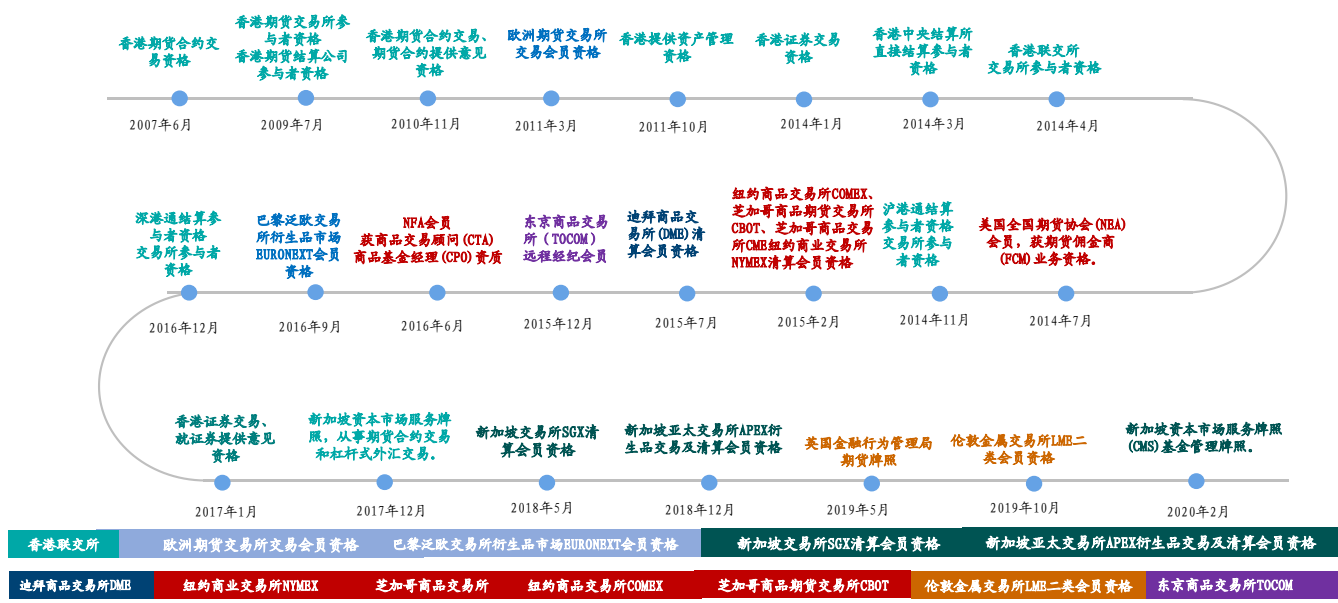 香港期货合约交
易资格
2007年6月
香港期货交易所参
与者资格
香港期货结算公司
参与者资格
2009年7月
香港期货合约交易、
期货合约提供意见
资格
2010年11月
欧洲期货交易所
交易会员资格
2011年3月
香港提供资产管理
资格
2011年10月
香港证券交易
资格
2014年1月
香港中央结算所
直接结算参与者
资格
2014年3月
香港联交所
交易所参与者资格
2014年4月
深港通结算参
与者资格
交易所参与者
资格
2016年12月
巴黎泛欧交易
所衍生品市场
EURONEXT会员
资格
2016年9月
NFA会员
获商品交易顾问(CTA)
商品基金经理(CPO)资质
2016年6月
东京商品交易
所（TOCOM）
远程经纪会员
2015年12月
迪拜商品交
易所(DME)清
算会员资格
2015年7月
纽约商品交易所COMEX、
芝加哥商品期货交易所
CBOT、芝加哥商品交易
所CME纽约商业交易所
NYMEX清算会员资格
2015年2月
沪港通结算
参与者资格
交易所参与
者资格
2014年11月
美国全国期货协会(NEA)
会员，获期货佣金商
(FCM)业务资格。
2014年7月
香港证券交易、
就证券提供意见
资格
2017年1月
新加坡资本市场服务牌
照，从事期货合约交易
和杠杆式外汇交易。
2017年12月
新加坡交易所SGX清
算会员资格
2018年5月
新加坡亚太交易所APEX衍
生品交易及清算会员资格
2018年12月
英国金融行为管理局
期货牌照
2019年5月
伦敦金属交易所LME二
类会员资格
2019年10月
新加坡资本市场服务牌照
(CMS)基金管理牌照。
2020年2月
香港联交所
欧洲期货交易所交易会员资格
巴黎泛欧交易所衍生品市场EURONEXT会员资格
新加坡交易所SGX清算会员资格
新加坡亚太交易所APEX衍生品交易及清算会员资格
迪拜商品交易所DME
纽约商业交易所NYMEX
芝加哥商品交易所
纽约商品交易所COMEX
芝加哥商品期货交易所CBOT
伦敦金属交易所LME二类会员资格
东京商品交易所TOCOM